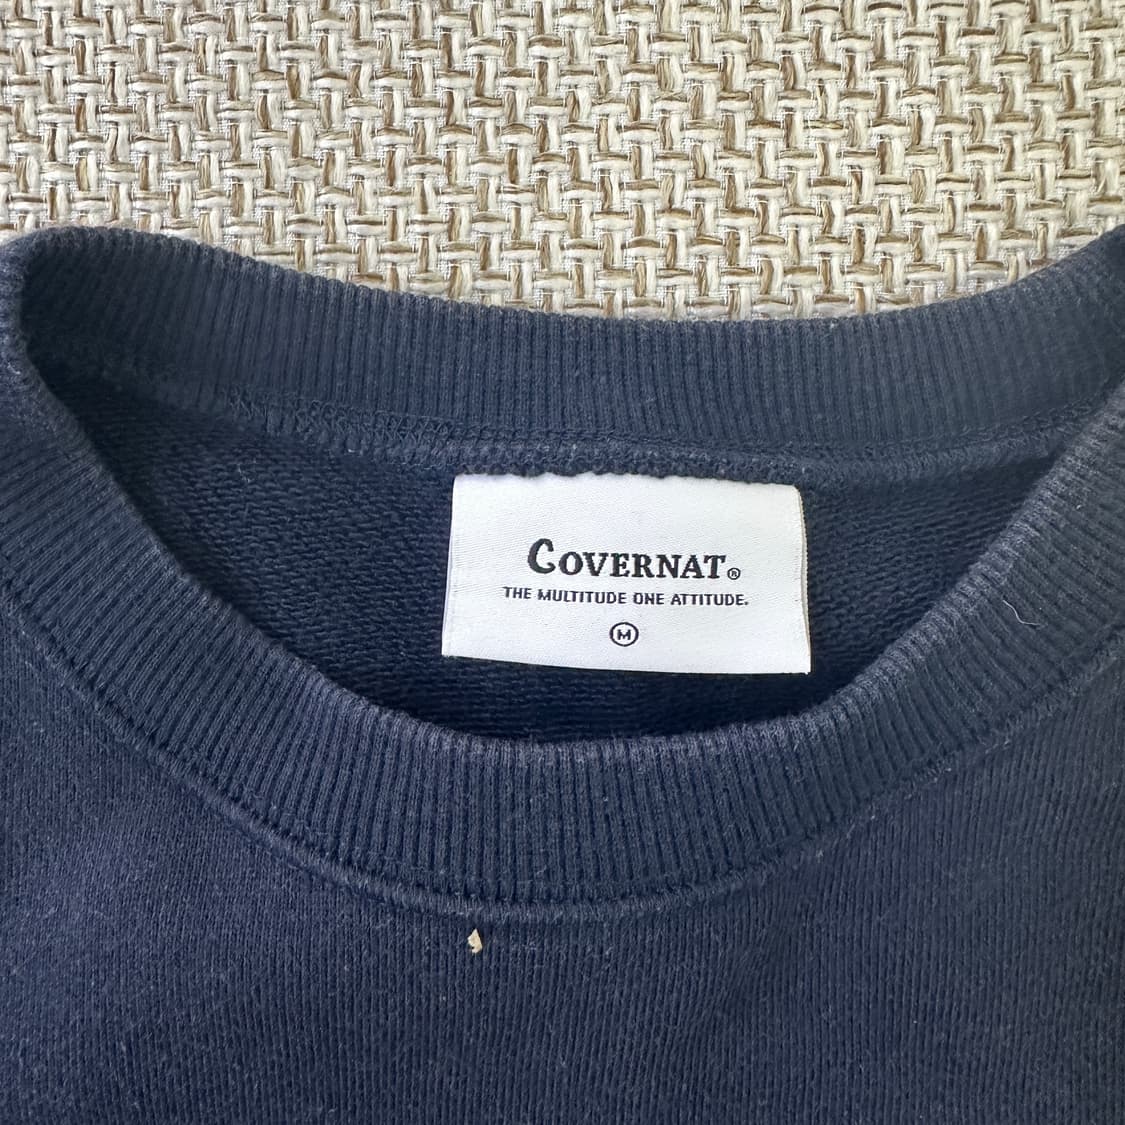 COVERNAT®
THE MULTITUDE ONE ATTITUDE.
M